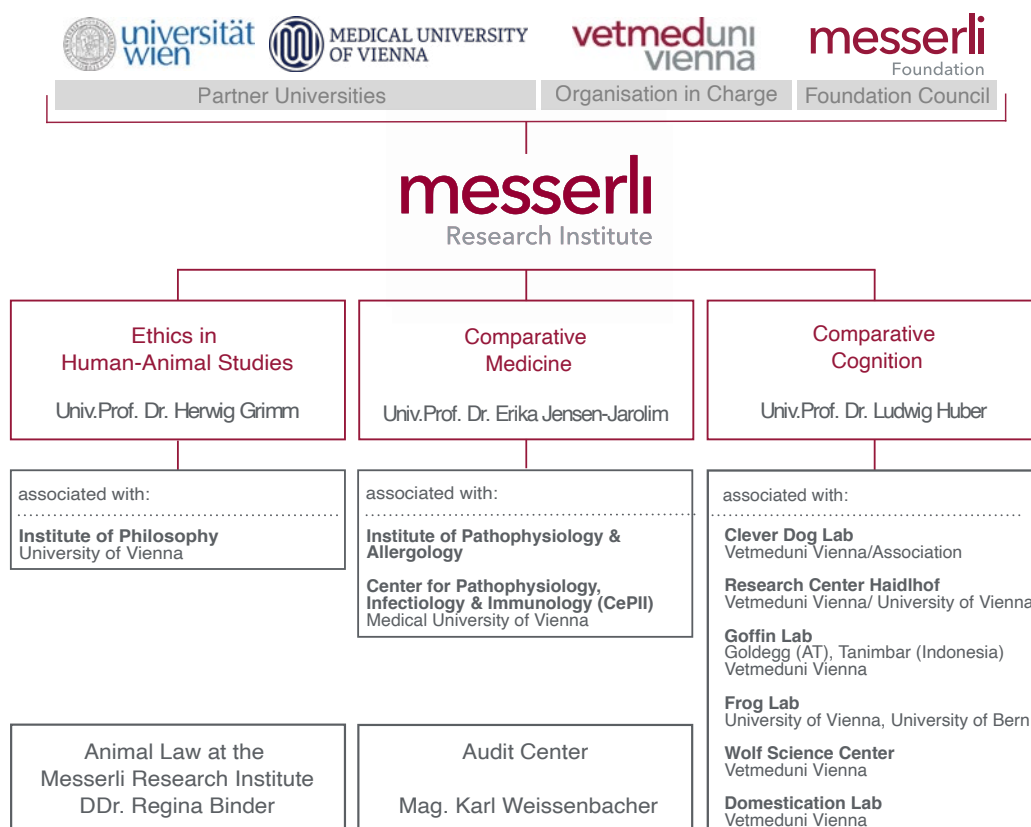 universität
wien
MEDICAL UNIVERSITY
OF VIENNA
vetmeduni
vienna
messerli
Foundation
Partner Universities
Organisation in Charge
Foundation Council
messerli
Research Institute
Ethics in
Human-Animal Studies
Univ.Prof. Dr. Herwig Grimm
Comparative
Medicine
Univ.Prof. Dr. Erika Jensen-Jarolim
Comparative
Cognition
Univ.Prof. Dr. Ludwig Huber
associated with:
Institute of Philosophy
University of Vienna
associated with:
Institute of Pathophysiology &
Allergology
Center for Pathophysiology,
Infectiology & Immunology (CePII)
Medical University of Vienna
associated with:
Clever Dog Lab
Vetmeduni Vienna/Association
Research Center Haidlhof
Vetmeduni Vienna/ University of Vienna
Goffin Lab
Goldegg (AT), Tanimbar (Indonesia)
Vetmeduni Vienna
Frog Lab
University of Vienna, University of Bern
Wolf Science Center
Vetmeduni Vienna
Domestication Lab
Vetmeduni Vienna
Animal Law at the
Messerli Research Institute
DDr. Regina Binder
Audit Center
Mag. Karl Weissenbacher